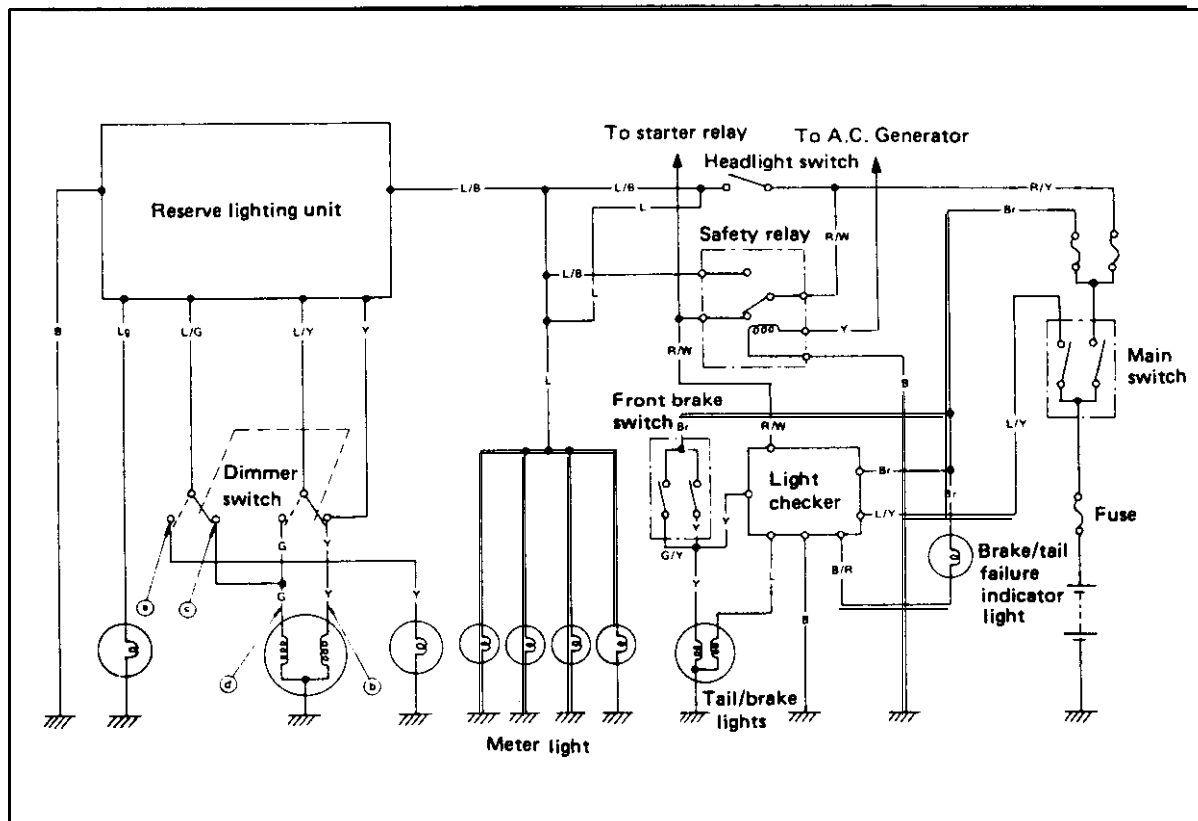 To starter relay
To A.C. Generator
Headlight switch
L/B
L/B
R/Y
L
Br
Reserve lighting unit
Safety relay
R/W
L/B
L
B
Lg
L/G
L/Y
Y
Y
R/W
Main
switch
L
B
Front brake
switch
Br
R/W
L/Y
Dimmer
switch
Light
checker
Br
Br
L/Y
Fuse
G
Y
Y
Y
G/Y
Brake/tail
failure
indicator
light
a
c
G
Y
Y
Y
L
B
B/R
d
b
Tail/brake
lights
Meter light